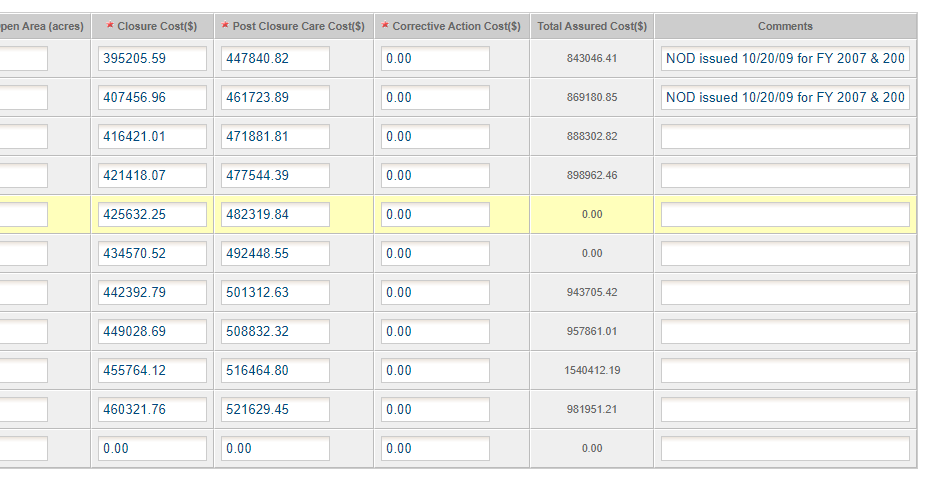 pen Area (acres) * Closure Cost($) * Post Closure Care Cost($) * Corrective Action Cost($) Total Assured Cost($) Comments
395205.59 447840.82 0.00 843046.41 NOD issued 10/20/09 for FY 2007 & 200
407456.96 461723.89 0.00 869180.85 NOD issued 10/20/09 for FY 2007 & 200
416421.01 471881.81 0.00 888302.82
421418.07 477544.39 0.00 898962.46
425632.25 482319.84 0.00 0.00
434570.52 492448.55 0.00 0.00
442392.79 501312.63 0.00 943705.42
449028.69 508832.32 0.00 957861.01
455764.12 516464.80 0.00 1540412.19
460321.76 521629.45 0.00 981951.21
0.00 0.00 0.00 0.00